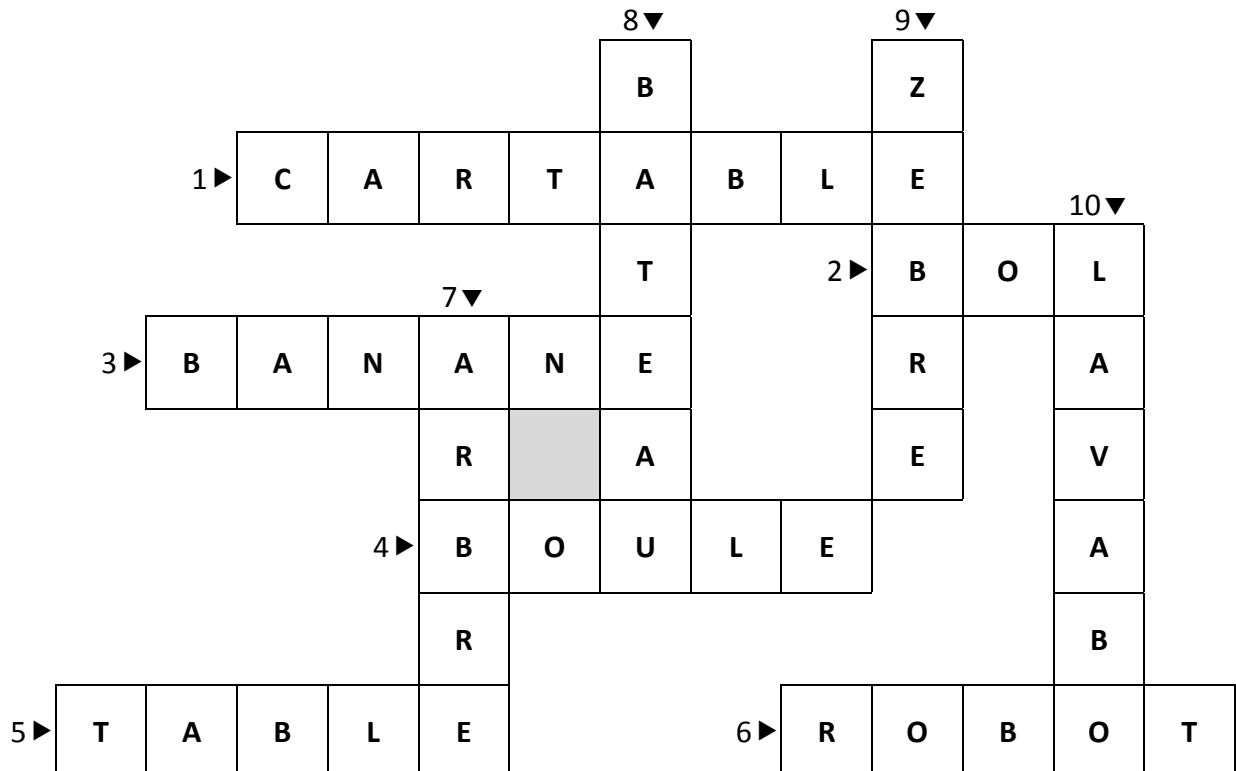 8▼ 9▼
B Z
1► C A R T A B L E
10▼
T 2► B O L
7▼
3► B A N A N E R A
R A E V
4► B O U L E A
R B
5► T A B L E 6► R O B O T